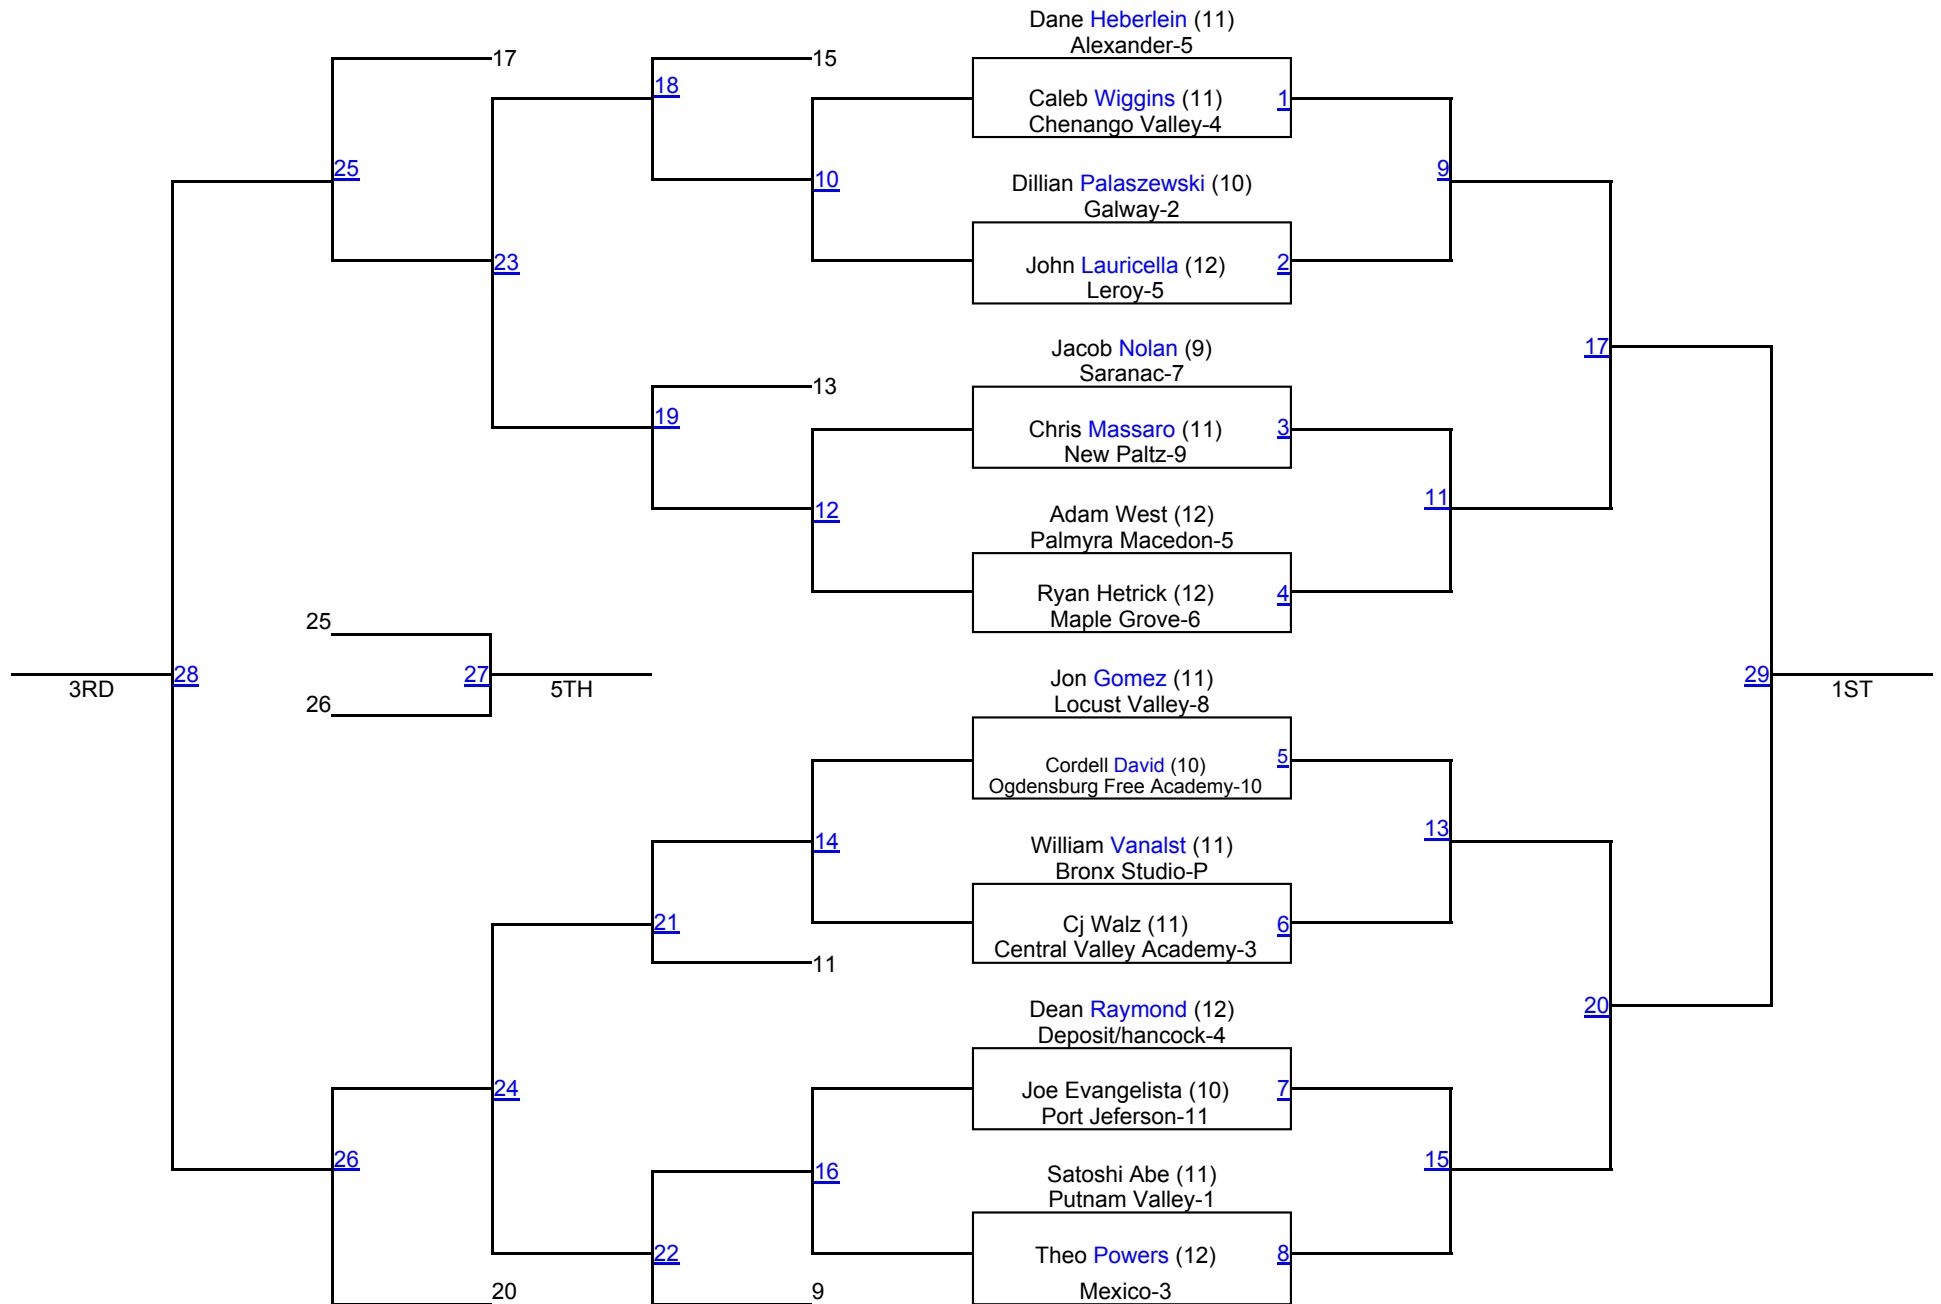 Dane Heberlein (11)
Alexander-5
17
15
18
Caleb Wiggins (11)
1
Chenango Valley-4
25
10
9
Dillian Palaszewski (10)
Galway-2
23
John Lauricella (12)
2
Leroy-5
Jacob Nolan (9)
17
Saranac-7
13
19
Chris Massaro (11)
3
New Paltz-9
12
11
Adam West (12)
Palmyra Macedon-5
Ryan Hetrick (12)
4
Maple Grove-6
25
3RD
28
27
5TH
26
Jon Gomez (11)
29
1ST
Locust Valley-8
Cordell David (10)
5
Ogdensburg Free Academy-10
14
13
William Vanalst (11)
Bronx Studio-P
21
Cj Walz (11)
6
Central Valley Academy-3
11
Dean Raymond (12)
20
Deposit/hancock-4
24
Joe Evangelista (10)
7
Port Jeferson-11
26
16
15
Satoshi Abe (11)
Putnam Valley-1
22
Theo Powers (12)
8
20
9
Mexico-3